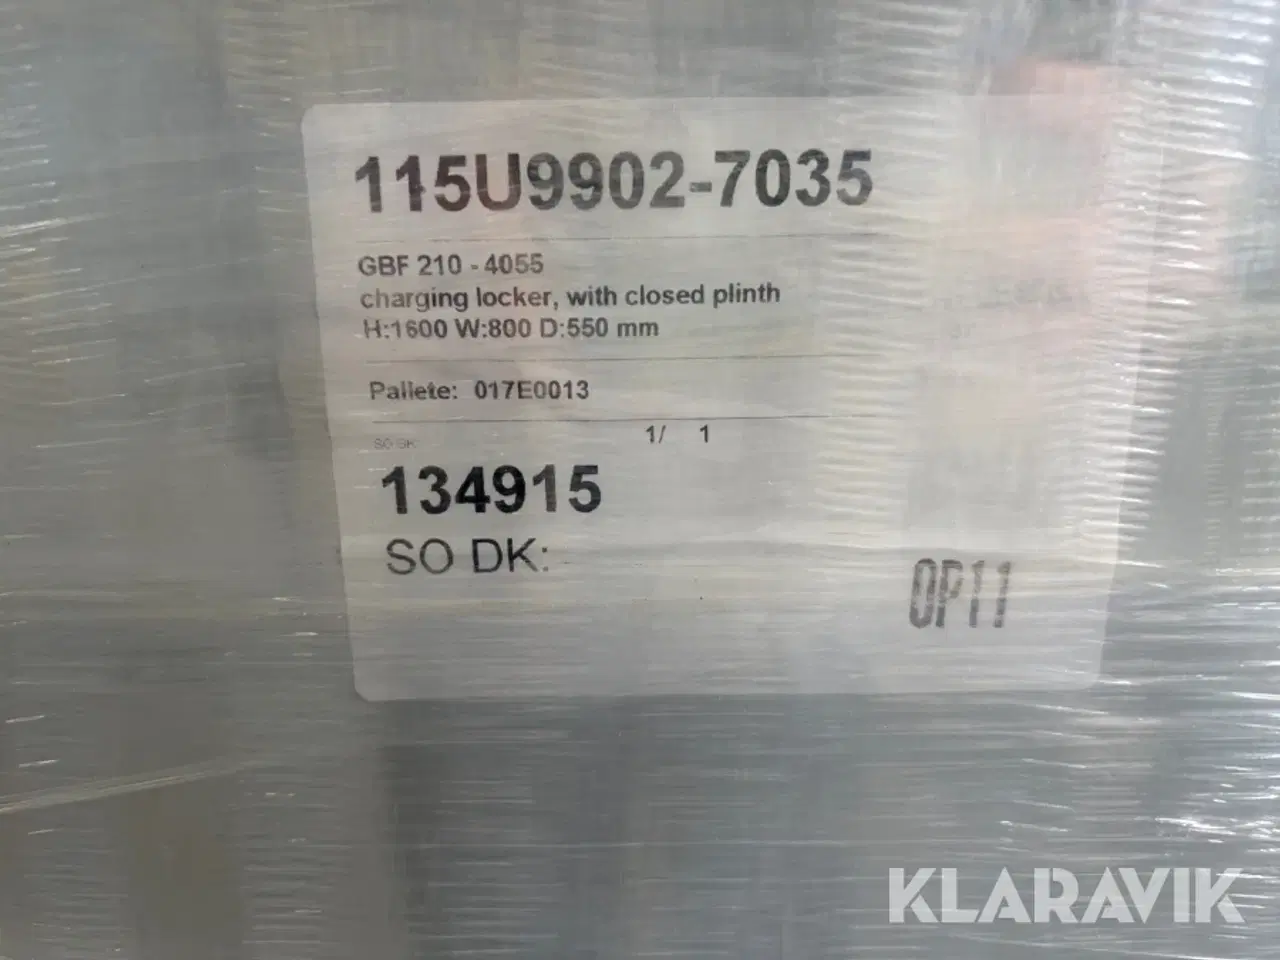 115U9902-7035
GBF 210 - 4055
charging locker, with closed plinth
H:1600 W:800 D:550 mm
Pallete: 017E0013
1/ 1
SO DK
134915
SO DK:
OP11
KLARAVIK